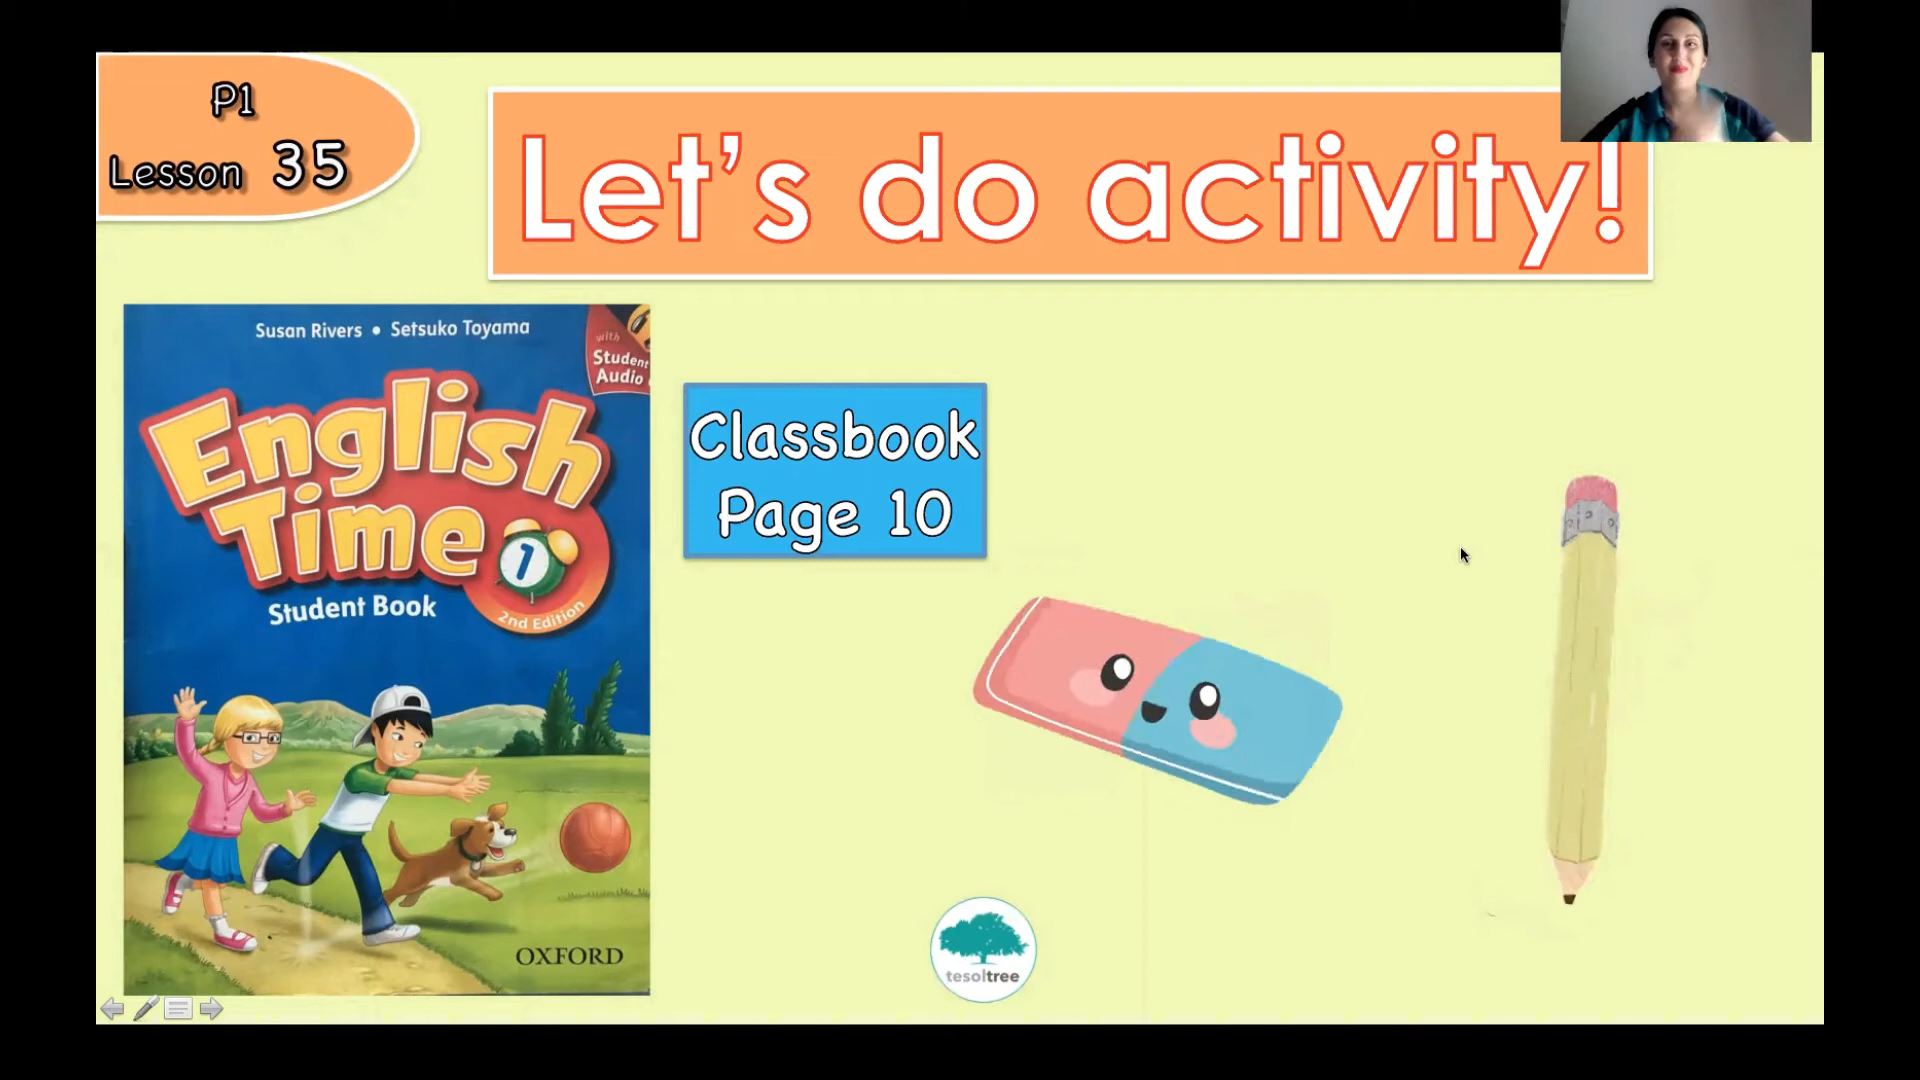 P1
Lesson 35
Let's do activity!
Susan Rivers • Setsuko Toyama
with
Student
Audio
English
Time
1
Student Book
2nd Edition
OXFORD
Classbook
Page 10
tesoltree